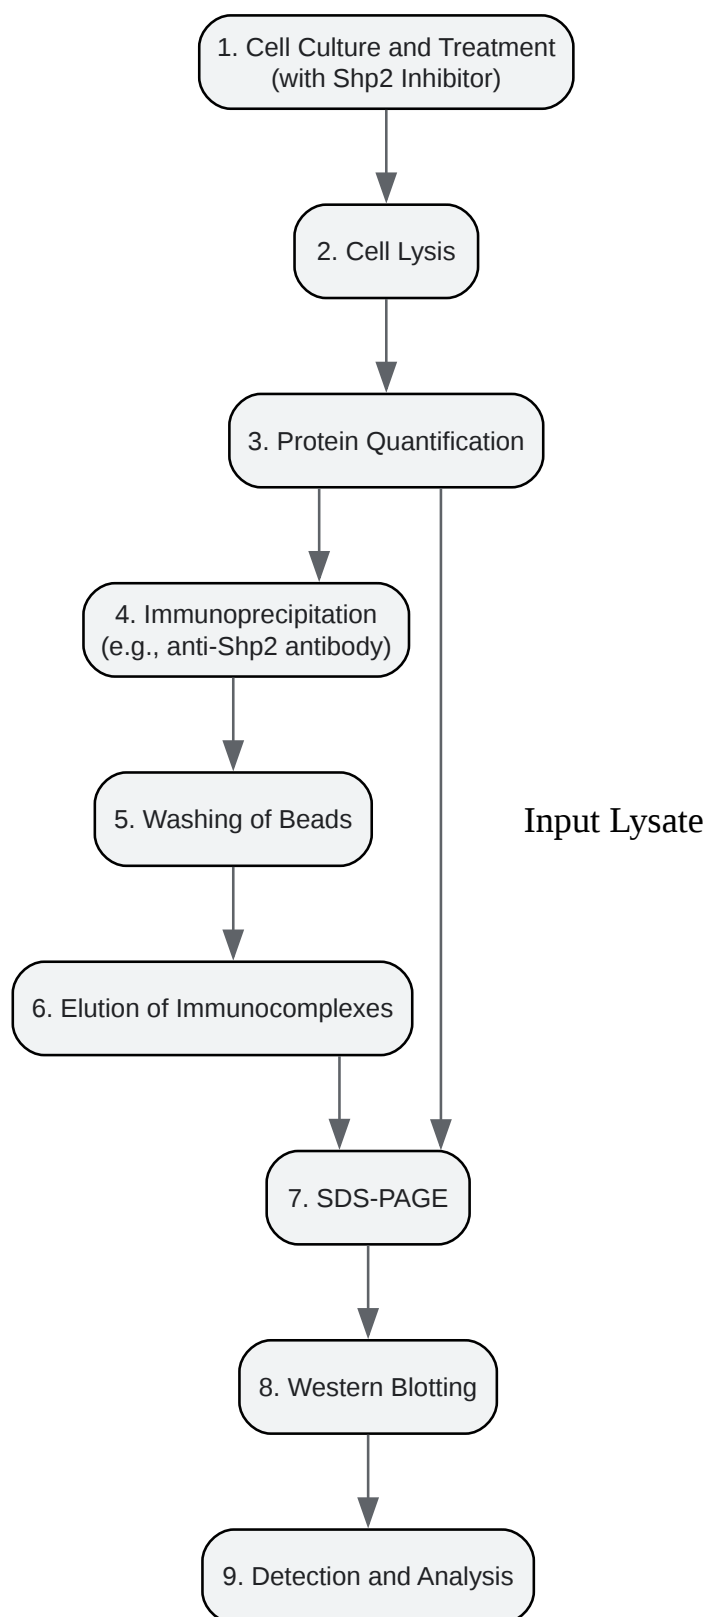 1. Cell Culture and Treatment
(with Shp2 Inhibitor)
2. Cell Lysis
3. Protein Quantification
4. Immunoprecipitation
(e.g., anti-Shp2 antibody)
5. Washing of Beads
Input Lysate
6. Elution of Immunocomplexes
7. SDS-PAGE
8. Western Blotting
9. Detection and Analysis